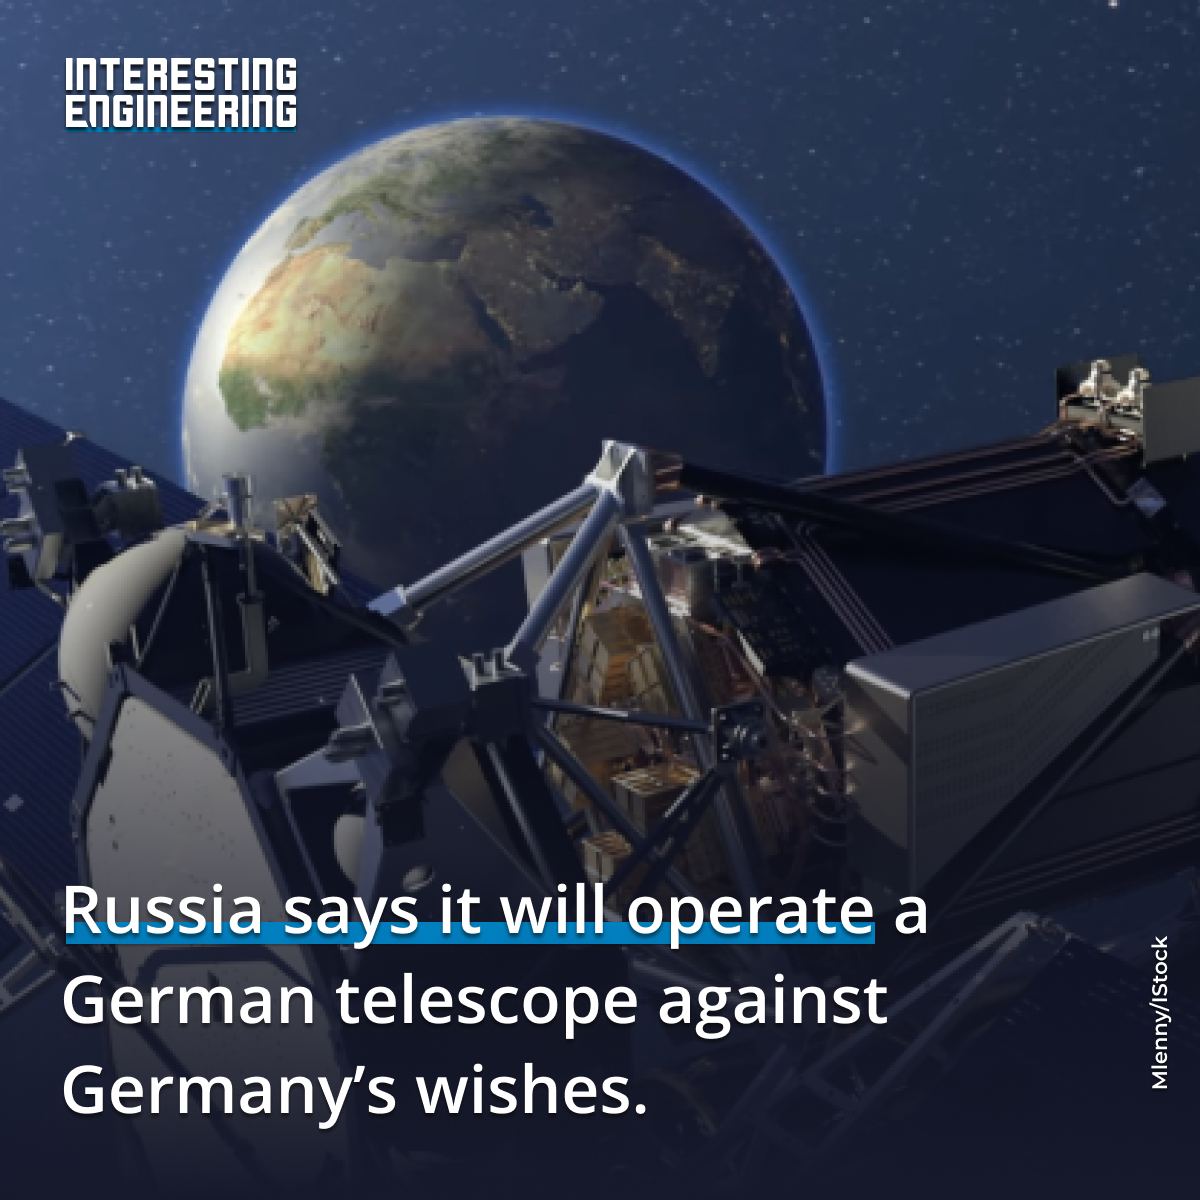 INTERESTING
ENGINEERING
Russia says it will operate a
German telescope against
Germany’s wishes.
Mlenny/IStock